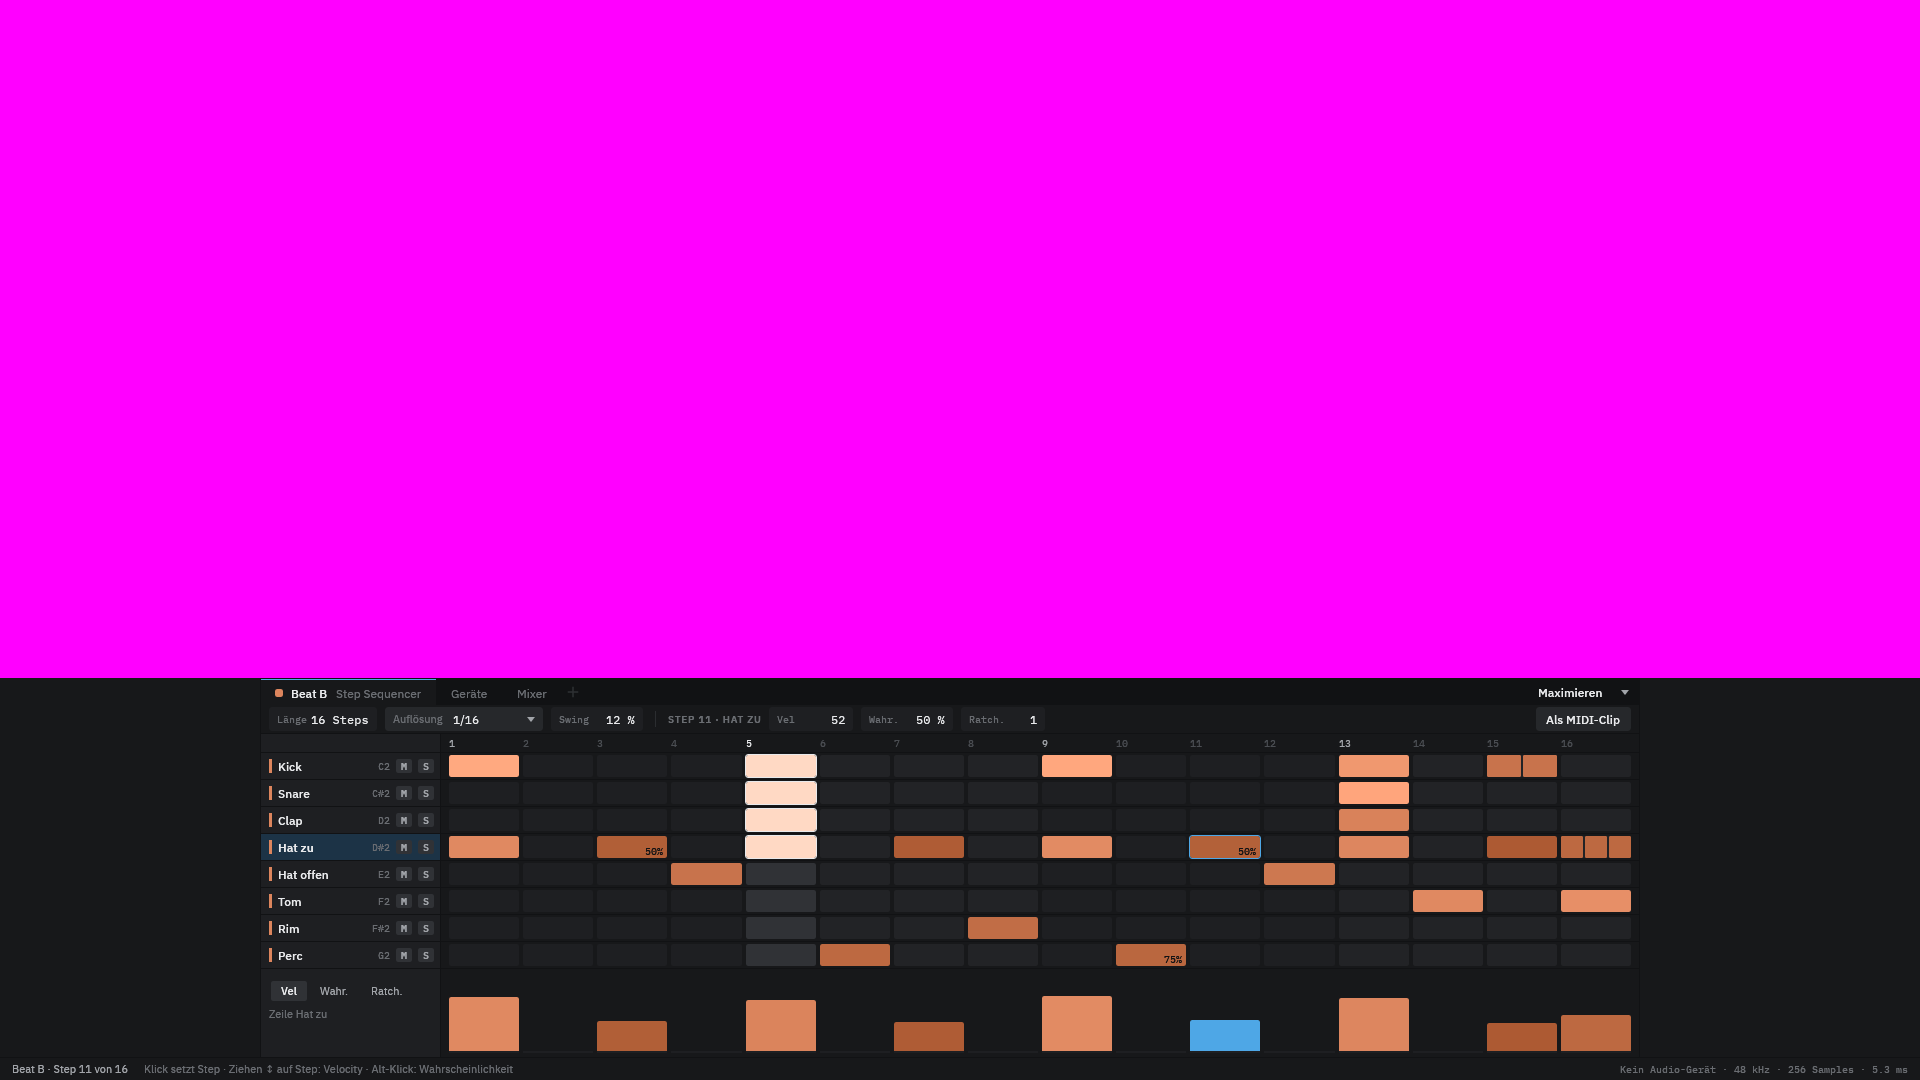 Beat B Step Sequencer Geräte Mixer + Maximieren
Länge 16 Steps Auflösung 1/16 Swing 12 % STEP 11 · HAT ZU Vel 52 Wahr. 50 % Ratch. 1 Als MIDI-Clip
1 2 3 4 5 6 7 8 9 10 11 12 13 14 15 16
Kick C2 M S
Snare C#2 M S
Clap D2 M S
Hat zu D#2 M S 50% 50%
Hat offen E2 M S
Tom F2 M S
Rim F#2 M S
Perc G2 M S 75%
Vel Wahr. Ratch.
Zeile Hat zu
Beat B · Step 11 von 16 Klick setzt Step · Ziehen ↕ auf Step: Velocity · Alt-Klick: Wahrscheinlichkeit Kein Audio-Gerät · 48 kHz · 256 Samples · 5.3 ms